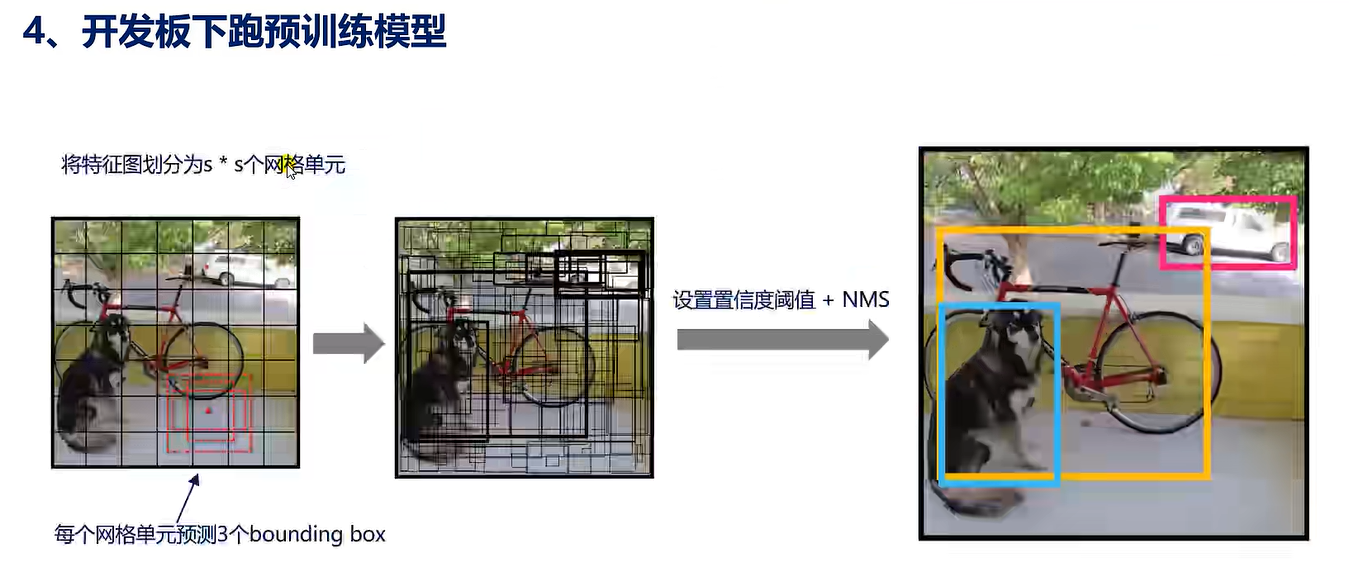 4、开发板下跑预训练模型
将特征图划分为s * s个网格单元
设置置信度阈值 + NMS
每个网格单元预测3个bounding box